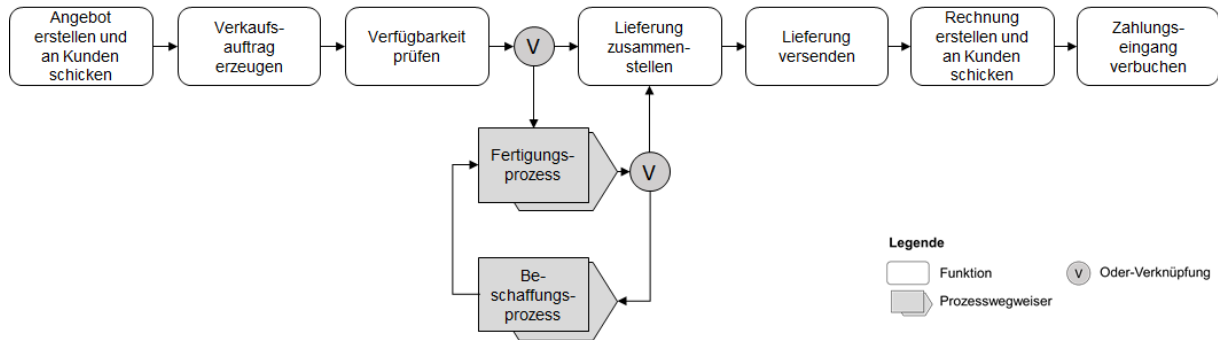 Angebot
erstellen und
an Kunden
schicken
Verkaufs-
auftrag
erzeugen
Verfügbarkeit
prüfen
V
Lieferung
zusammen-
stellen
Lieferung
versenden
Rechnung
erstellen und
an Kunden
schicken
Zahlungs-
eingang
verbuchen
Fertigungs-
prozess
V
Be-
schaffungs-
prozess
Legende
Funktion
V Oder-Verknüpfung
Prozesswegweiser